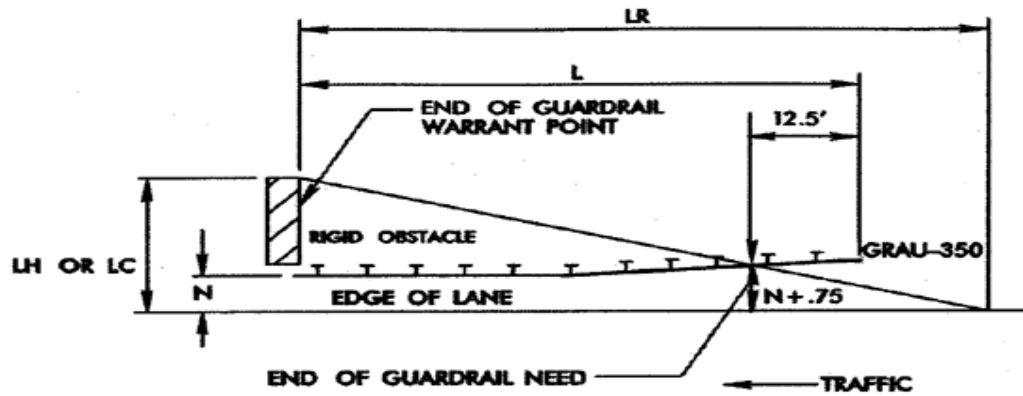 LR
L
END OF GUARDRAIL
WARRANT POINT
12.5'
RIGID OBSTACLE
GRAU-350
LH OR LC
N
EDGE OF LANE
N+.75
END OF GUARDRAIL NEED
TRAFFIC